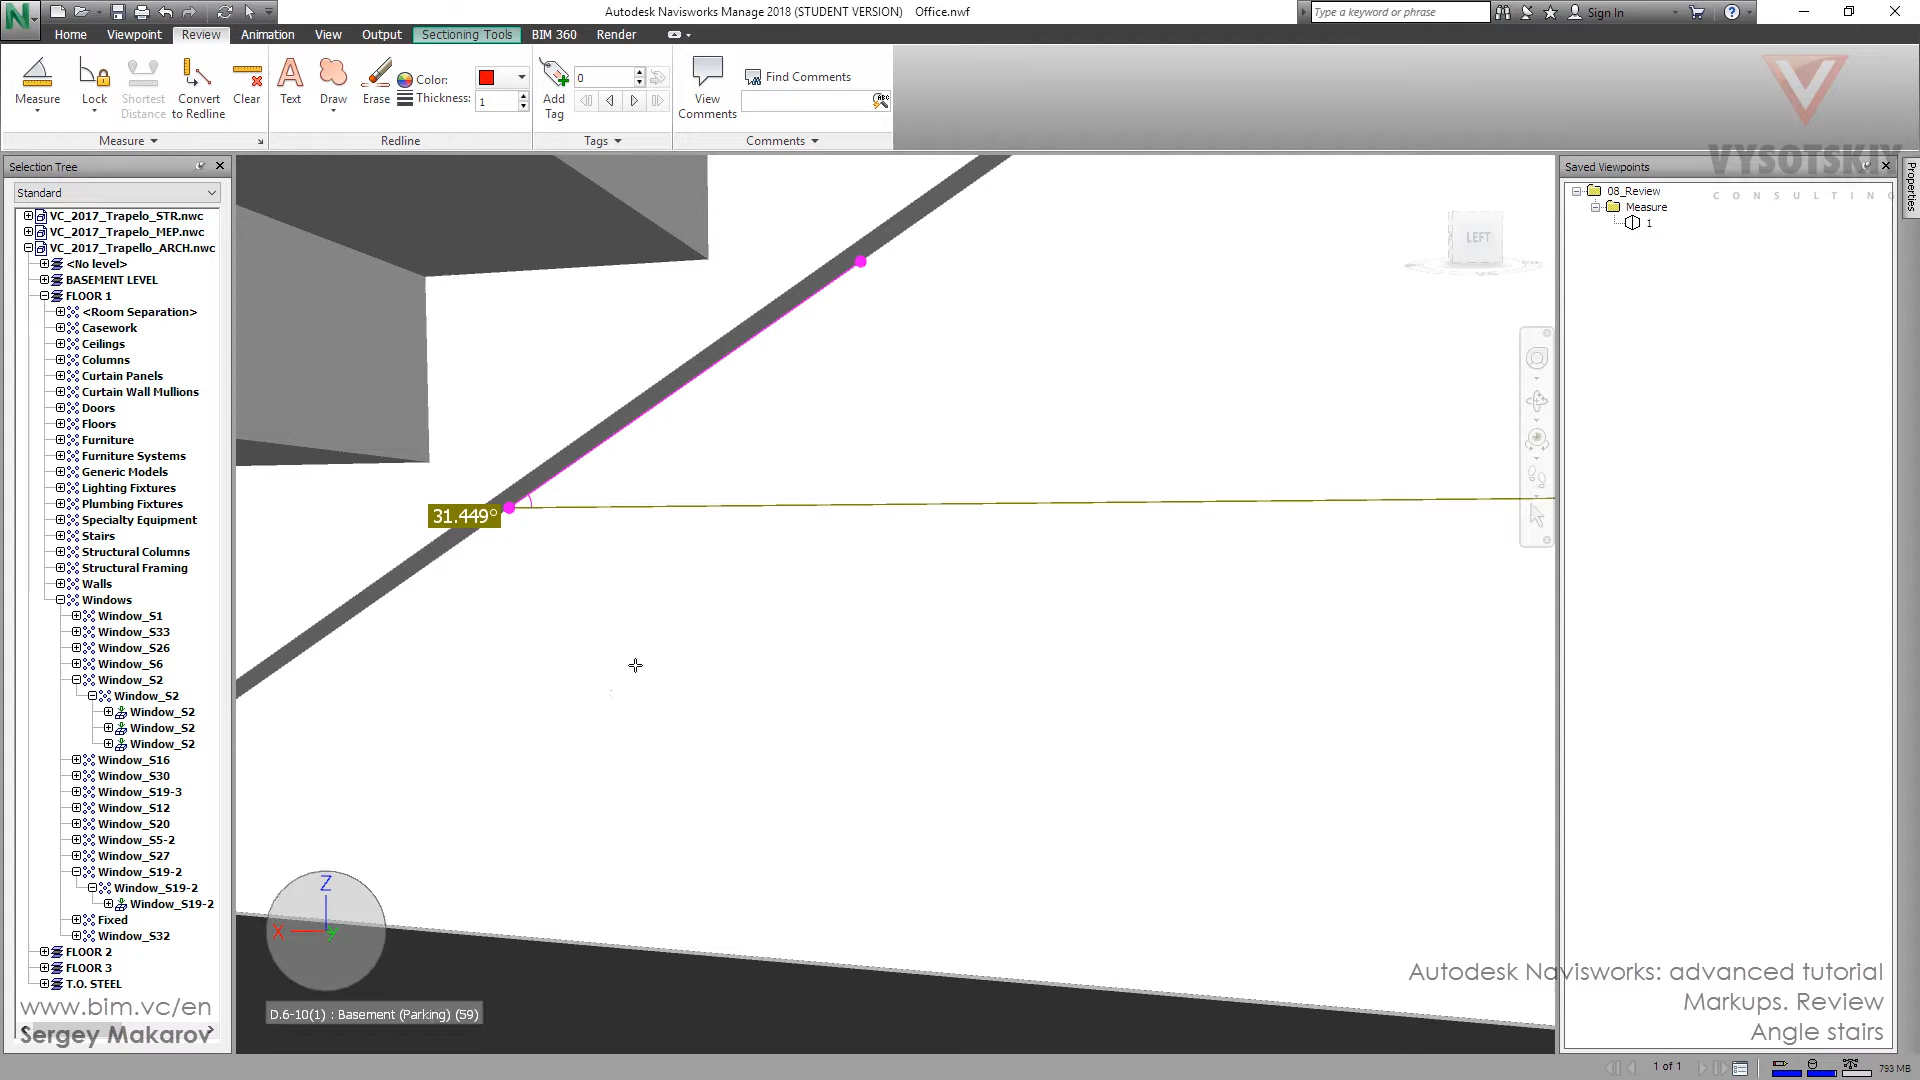 Autodesk Navisworks Manage 2018 (STUDENT VERSION) Office.nwf
Type a keyword or phrase
Sign In
Home Viewpoint Review Animation View Output Sectioning Tools BIM 360 Render
Measure
Lock
Shortest Distance
Convert to Redline
Clear
Text
Draw
Erase
Color:
Thickness: 1
Add Tag
0
View Comments
Find Comments
Measure
Redline
Tags
Comments
VYSOTSKIY
CONSULTING
Selection Tree
Standard
VC_2017_Trapelo_STR.nwc
VC_2017_Trapelo_MEP.nwc
VC_2017_Trapello_ARCH.nwc
<No level>
BASEMENT LEVEL
FLOOR 1
<Room Separation>
Casework
Ceilings
Columns
Curtain Panels
Curtain Wall Mullions
Doors
Floors
Furniture
Furniture Systems
Generic Models
Lighting Fixtures
Plumbing Fixtures
Specialty Equipment
Stairs
Structural Columns
Structural Framing
Walls
Windows
Window_S1
Window_S33
Window_S26
Window_S6
Window_S2
Window_S2
Window_S2
Window_S2
Window_S2
Window_S16
Window_S30
Window_S19-3
Window_S12
Window_S20
Window_S5-2
Window_S27
Window_S19-2
Window_S19-2
Window_S19-2
Fixed
Window_S32
FLOOR 2
FLOOR 3
T.O. STEEL
www.bim.vc/en
Sergey Makarov
31.449°
LEFT
Z
X
Y
D.6-10(1) : Basement (Parking) (59)
Saved Viewpoints
Properties
08_Review
Measure
1
Autodesk Navisworks: advanced tutorial
Markups. Review
Angle stairs
1 of 1
793 MB